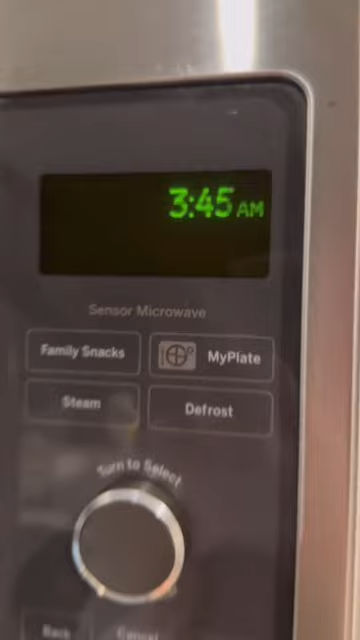 3:45 AM
Sensor Microwave
Family Snacks
MyPlate
Steam
Defrost
Turn to Select
Back
Cancel